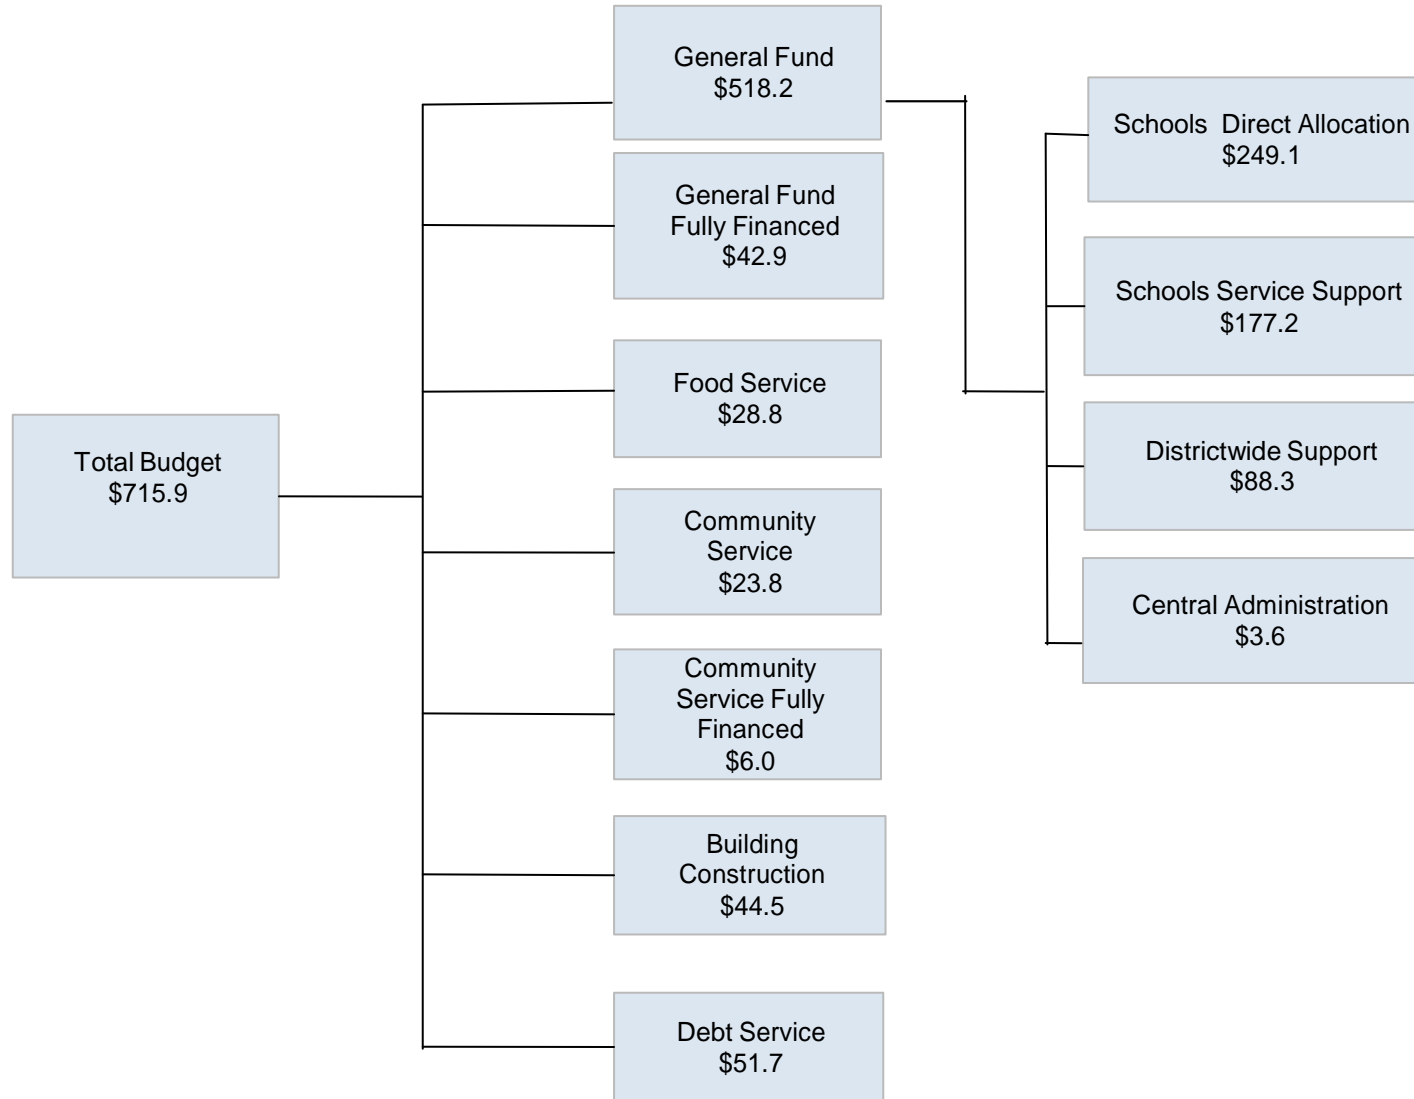 Total Budget
$715.9
General Fund
$518.2
General Fund
Fully Financed
$42.9
Food Service
$28.8
Community
Service
$23.8
Community
Service Fully
Financed
$6.0
Building
Construction
$44.5
Debt Service
$51.7
Schools Direct Allocation
$249.1
Schools Service Support
$177.2
Districtwide Support
$88.3
Central Administration
$3.6